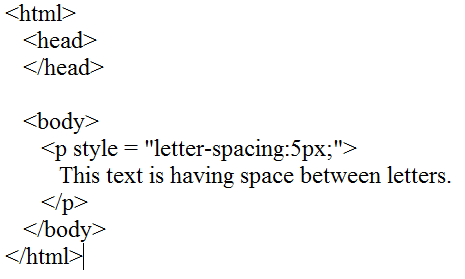 <html>
<head>
</head>
<body>
<p style = "letter-spacing:5px;">
This text is having space between letters.
</p>
</body>
</html>